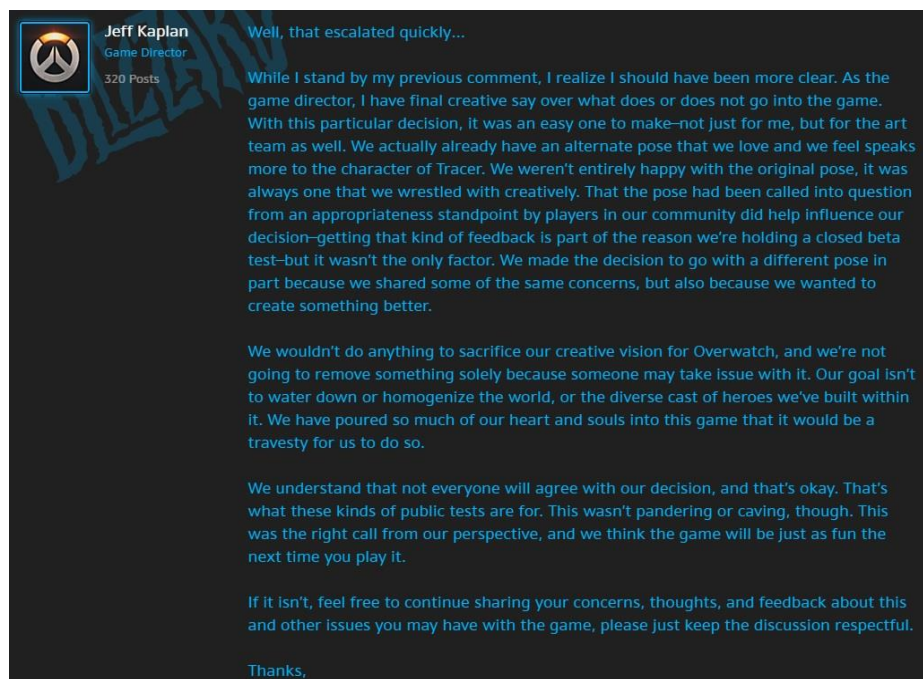 Jeff Kaplan
Game Director
320 Posts
BLIZZARD
Well, that escalated quickly...
While I stand by my previous comment, I realize I should have been more clear. As the
game director, I have final creative say over what does or does not go into the game.
With this particular decision, it was an easy one to make—not just for me, but for the art
team as well. We actually already have an alternate pose that we love and we feel speaks
more to the character of Tracer. We weren't entirely happy with the original pose, it was
always one that we wrestled with creatively. That the pose had been called into question
from an appropriateness standpoint by players in our community did help influence our
decision—getting that kind of feedback is part of the reason we're holding a closed beta
test—but it wasn't the only factor. We made the decision to go with a different pose in
part because we shared some of the same concerns, but also because we wanted to
create something better.
We wouldn't do anything to sacrifice our creative vision for Overwatch, and we're not
going to remove something solely because someone may take issue with it. Our goal isn't
to water down or homogenize the world, or the diverse cast of heroes we've built within
it. We have poured so much of our heart and souls into this game that it would be a
travesty for us to do so.
We understand that not everyone will agree with our decision, and that's okay. That's
what these kinds of public tests are for. This wasn't pandering or caving, though. This
was the right call from our perspective, and we think the game will be just as fun the
next time you play it.
If it isn't, feel free to continue sharing your concerns, thoughts, and feedback about this
and other issues you may have with the game, please just keep the discussion respectful.
Thanks,